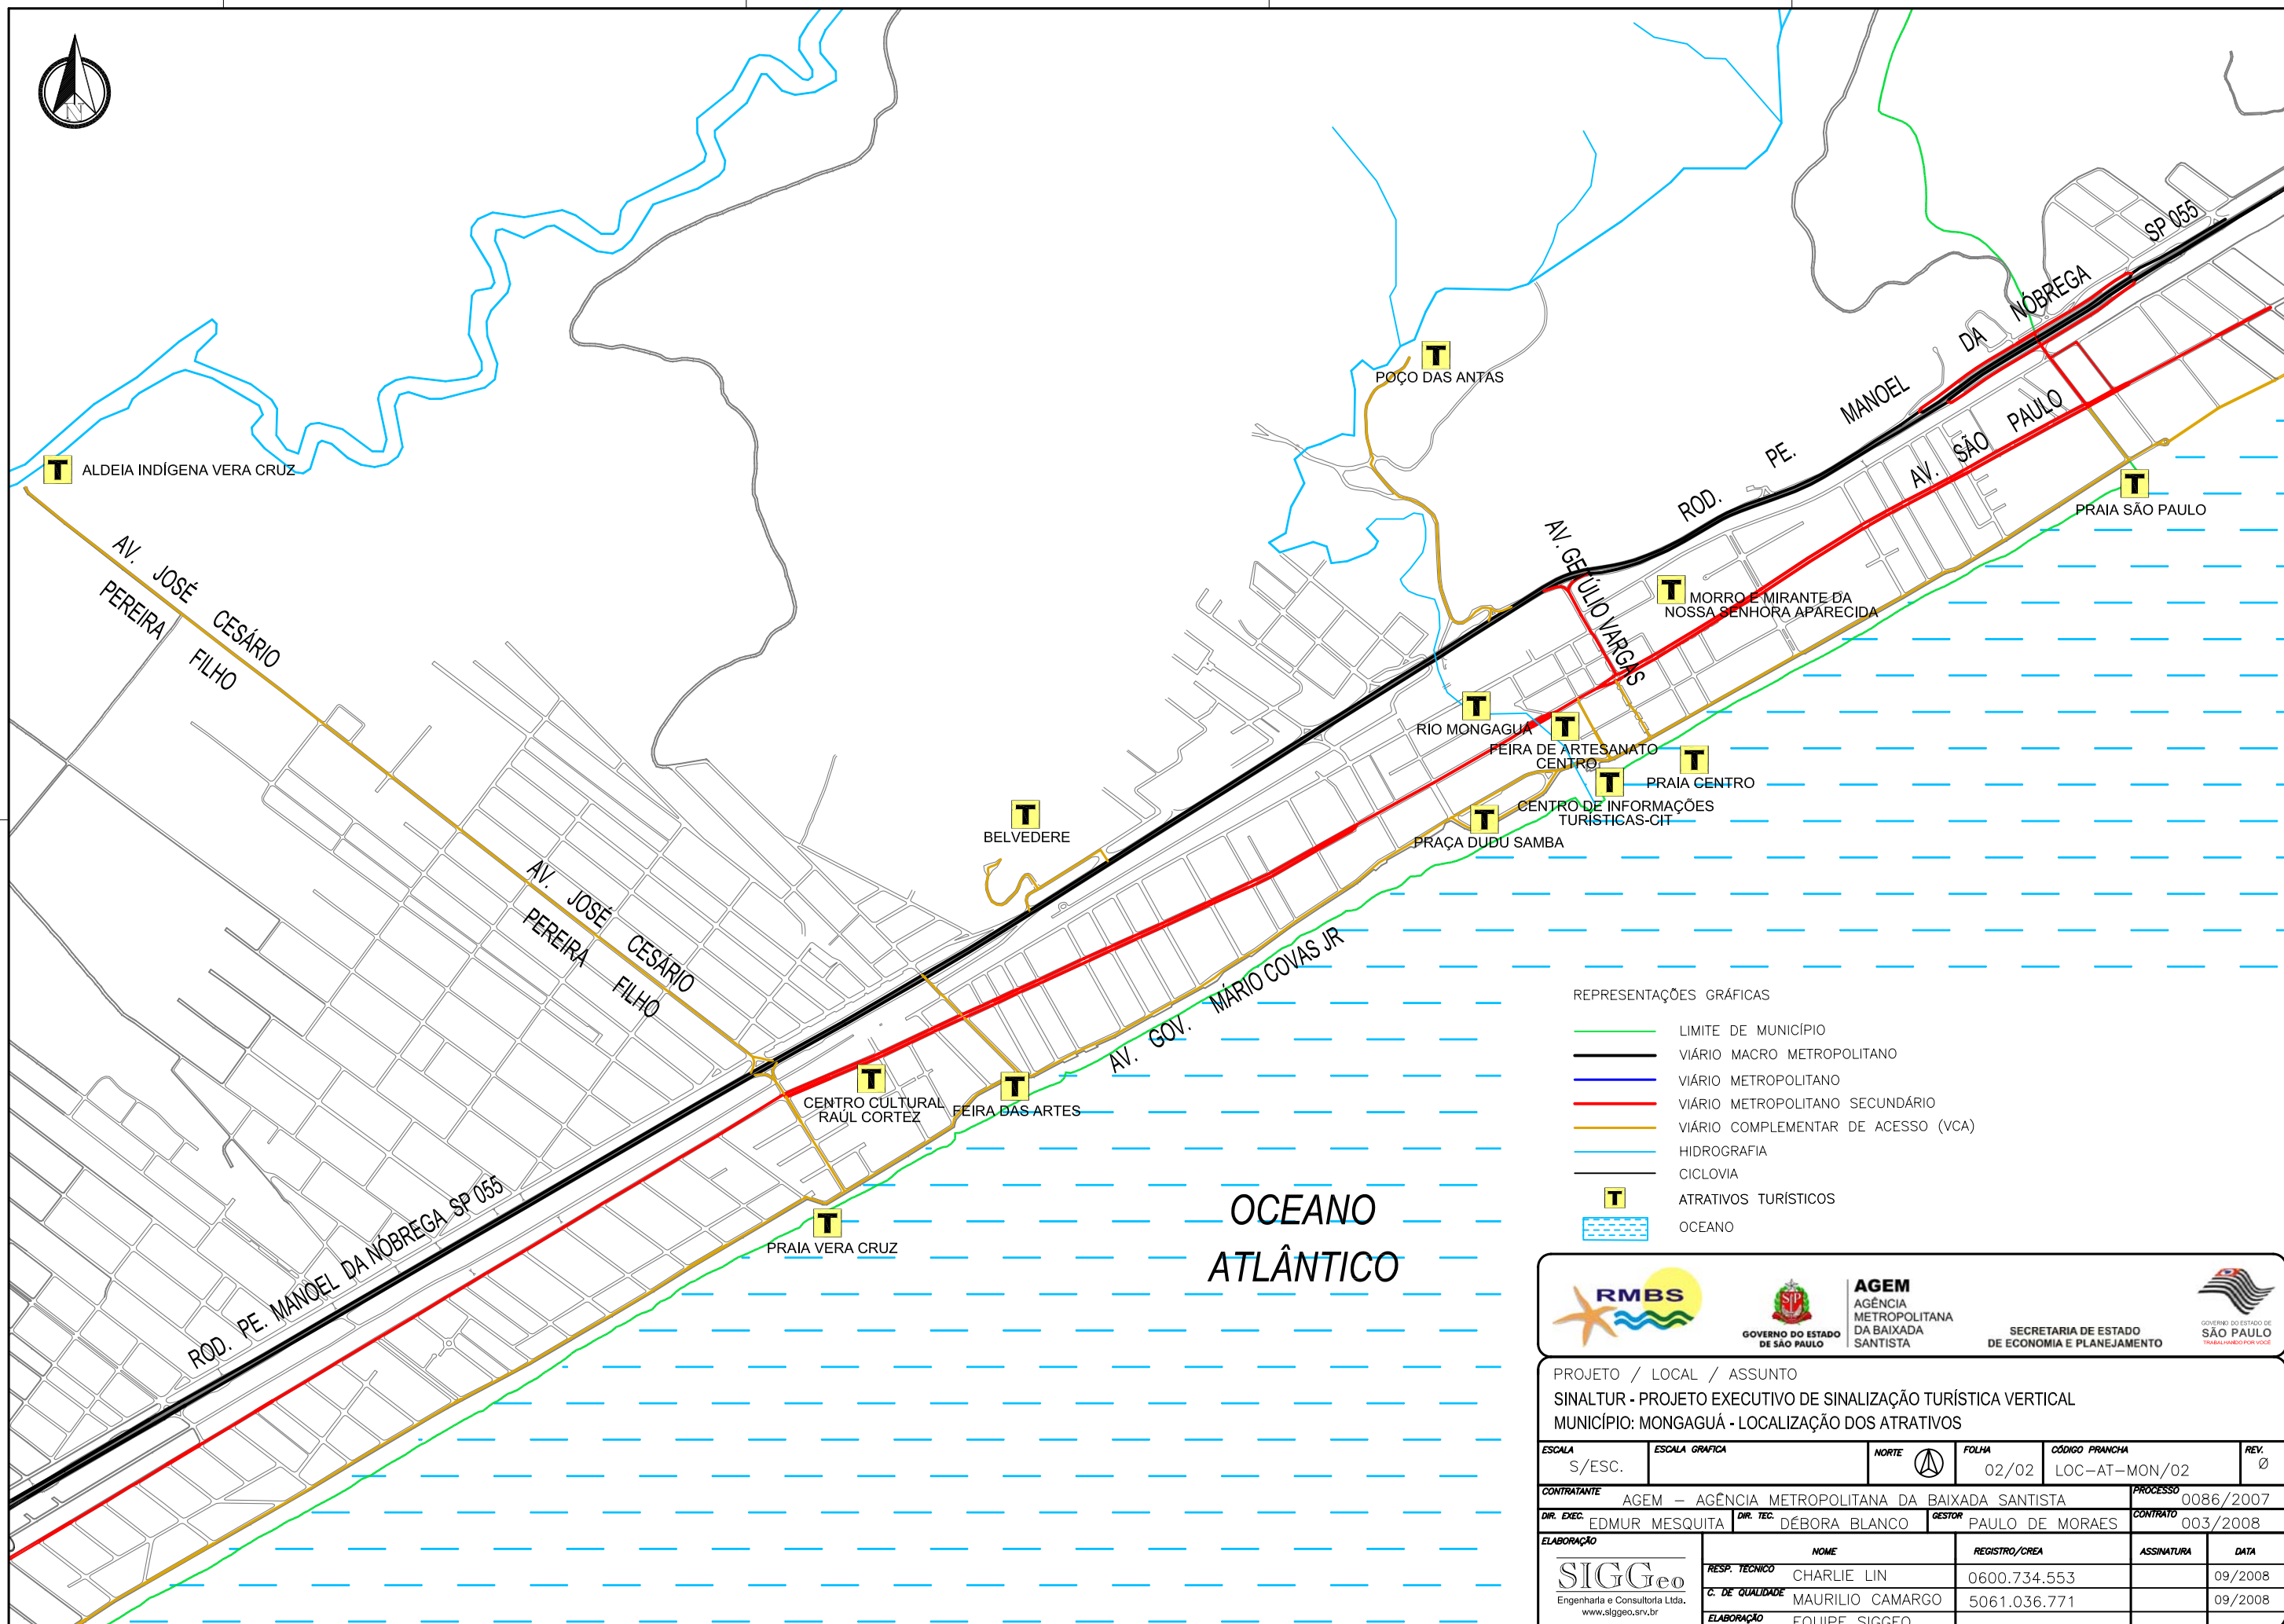 N
SP 055
NÓBREGA
DA
MANOEL
PE.
ROD.
POÇO DAS ANTAS
AV. SÃO PAULO
ALDEIA INDÍGENA VERA CRUZ
PRAIA SÃO PAULO
AV. JOSÉ CESÁRIO
PEREIRA FILHO
AV. GETÚLIO VARGAS
MORRO E MIRANTE DA
NOSSA SENHORA APARECIDA
RIO MONGAGUÁ
FEIRA DE ARTESANATO
CENTRO
PRAIA CENTRO
CENTRO DE INFORMAÇÕES
TURÍSTICAS-CIT
PRAÇA DUDU SAMBA
BELVEDERE
AV. JOSÉ CESÁRIO
PEREIRA FILHO
AV. GOV. MÁRIO COVAS JR
CENTRO CULTURAL
RAUL CORTEZ
FEIRA DAS ARTES
PRAIA VERA CRUZ
ROD. PE. MANOEL DA NÓBREGA SP 055
OCEANO
ATLÂNTICO
REPRESENTAÇÕES GRÁFICAS
LIMITE DE MUNICÍPIO
VIÁRIO MACRO METROPOLITANO
VIÁRIO METROPOLITANO
VIÁRIO METROPOLITANO SECUNDÁRIO
VIÁRIO COMPLEMENTAR DE ACESSO (VCA)
HIDROGRAFIA
CICLOVIA
T ATRATIVOS TURÍSTICOS
OCEANO
RMBS
GOVERNO DO ESTADO
DE SÃO PAULO
AGEM
AGÊNCIA
METROPOLITANA
DA BAIXADA
SANTISTA
SECRETARIA DE ESTADO
DE ECONOMIA E PLANEJAMENTO
GOVERNO DO ESTADO DE
SÃO PAULO
TRABALHANDO POR VOCÊ
PROJETO / LOCAL / ASSUNTO
SINALTUR - PROJETO EXECUTIVO DE SINALIZAÇÃO TURÍSTICA VERTICAL
MUNICÍPIO: MONGAGUÁ - LOCALIZAÇÃO DOS ATRATIVOS
ESCALA S/ESC.
ESCALA GRAFICA
NORTE
FOLHA 02/02
CÓDIGO PRANCHA LOC-AT-MON/02
REV. Ø
CONTRATANTE AGEM - AGÊNCIA METROPOLITANA DA BAIXADA SANTISTA
PROCESSO 0086/2007
DIR. EXEC. EDMUR MESQUITA
DIR. TEC. DÉBORA BLANCO
GESTOR PAULO DE MORAES
CONTRATO 003/2008
ELABORAÇÃO
SIGGeo
Engenharia e Consultoria Ltda.
www.siggeo.srv.br
NOME REGISTRO/CREA ASSINATURA DATA
RESP. TECNICO CHARLIE LIN 0600.734.553 09/2008
C. DE QUALIDADE MAURILIO CAMARGO 5061.036.771 09/2008
ELABORAÇÃO EQUIPE SIGGEO